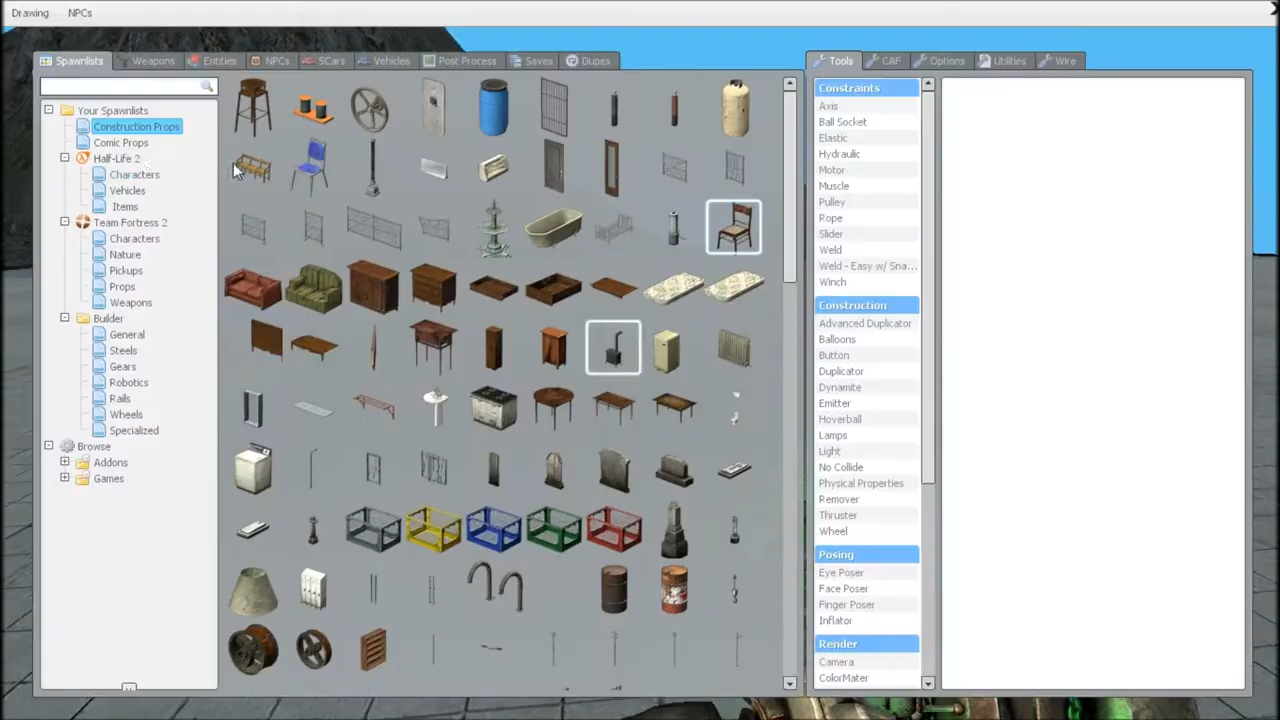 Drawing NPCs
Spawnlists Weapons Entities NPCs SCars Vehicles Post Process Saves Dupes
Tools CAF Options Utilities Wire
Your Spawnlists
Construction Props
Comic Props
Half-Life 2
Characters
Vehicles
Items
Team Fortress 2
Characters
Nature
Pickups
Props
Weapons
Builder
General
Steels
Gears
Robotics
Rails
Wheels
Specialized
Browse
Addons
Games
Constraints
Axis
Ball Socket
Elastic
Hydraulic
Motor
Muscle
Pulley
Rope
Slider
Weld
Weld - Easy w/ Sna...
Winch
Construction
Advanced Duplicator
Balloons
Button
Duplicator
Dynamite
Emitter
Hoverball
Lamps
Light
No Collide
Physical Properties
Remover
Thruster
Wheel
Posing
Eye Poser
Face Poser
Finger Poser
Inflator
Render
Camera
ColorMater